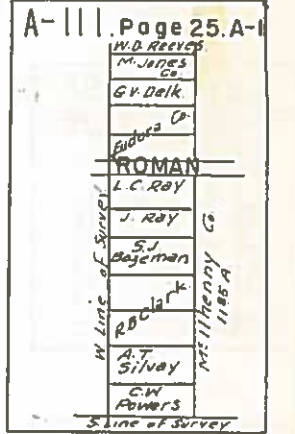 A-111. Page 25. A-1
W.D. Reeves.
M. Jones
Co.
G.V. Delk.
Eudora Co.
ROMAN
L.C. Ray
J. Ray
S.J.
Bozeman
R B Clark.
A.T
Silvay
C.W
Powers
W Line of Survey
McIlhenny Co.
1185 A
S Line of Survey